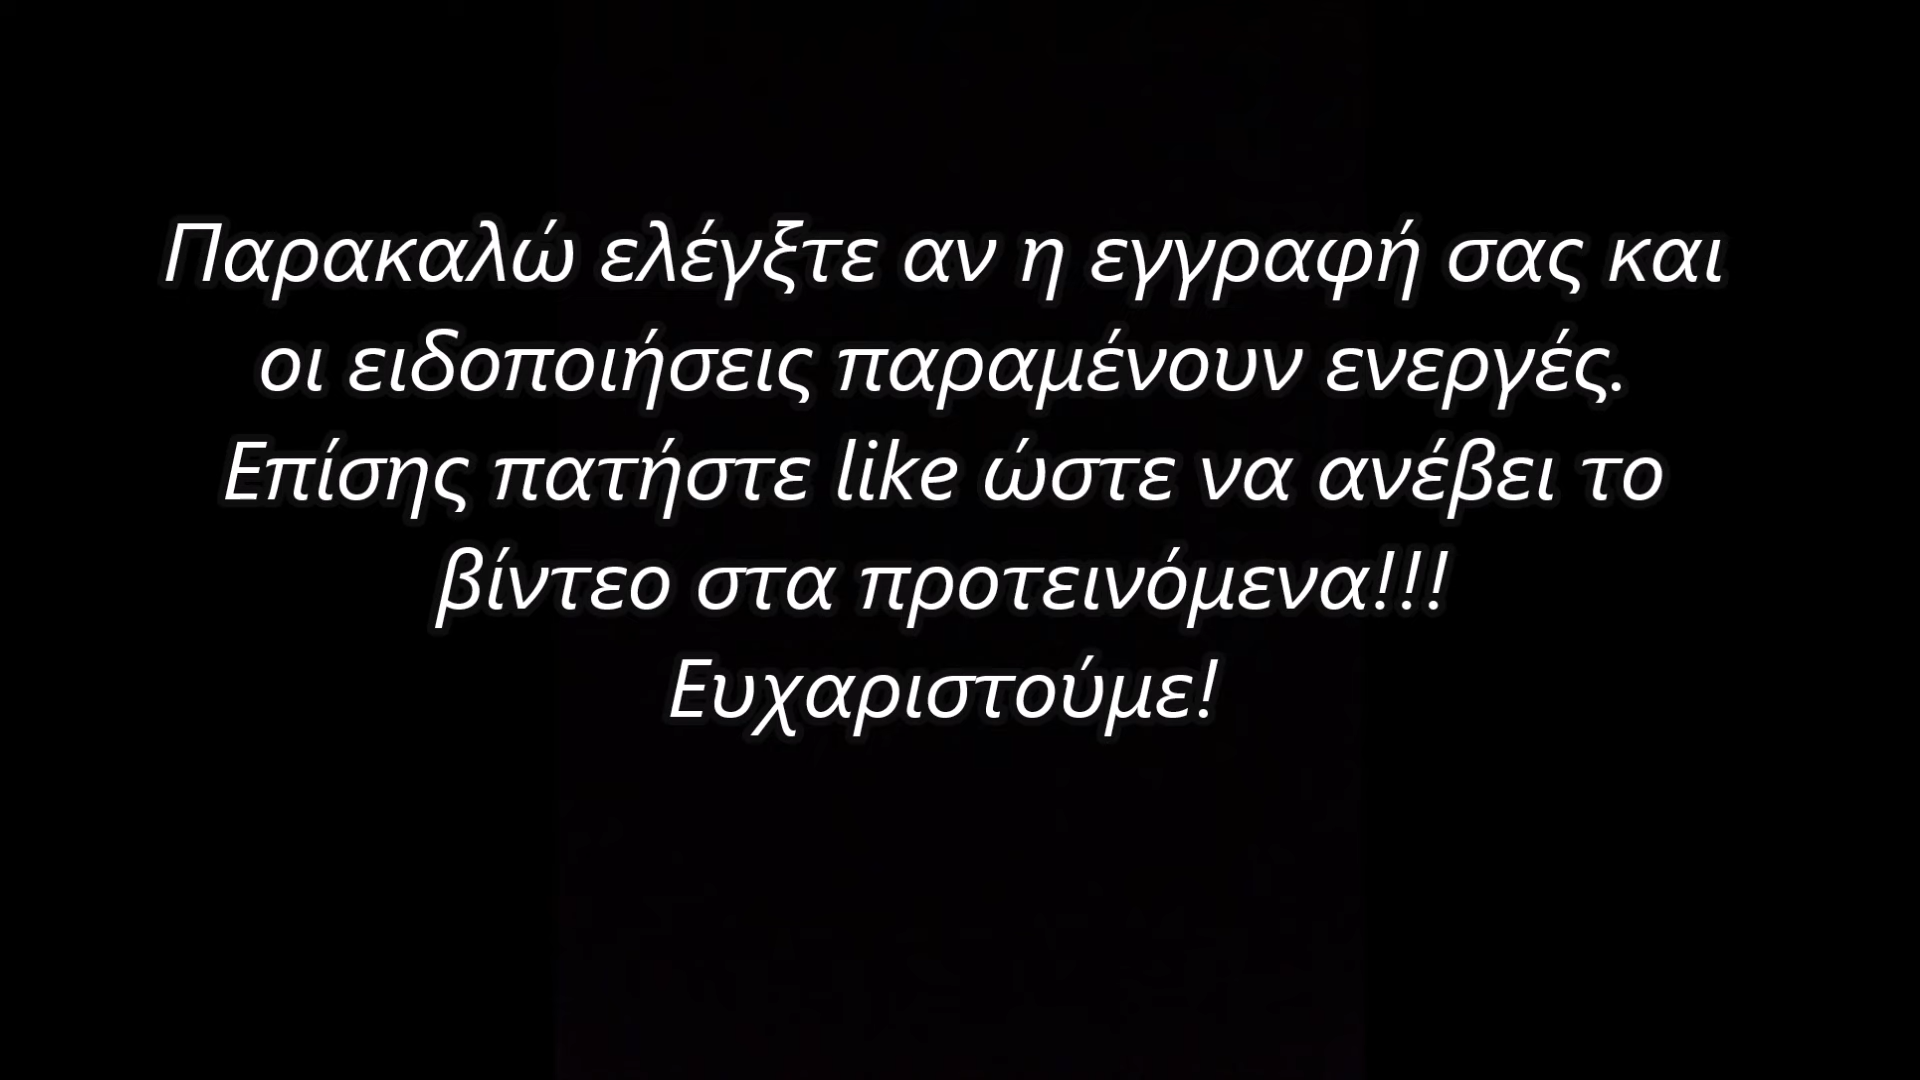 Παρακαλώ ελέγξτε αν η εγγραφή σας και
οι ειδοποιήσεις παραμένουν ενεργές.
Επίσης πατήστε like ώστε να ανέβει το
βίντεο στα προτεινόμενα!!!
Ευχαριστούμε!